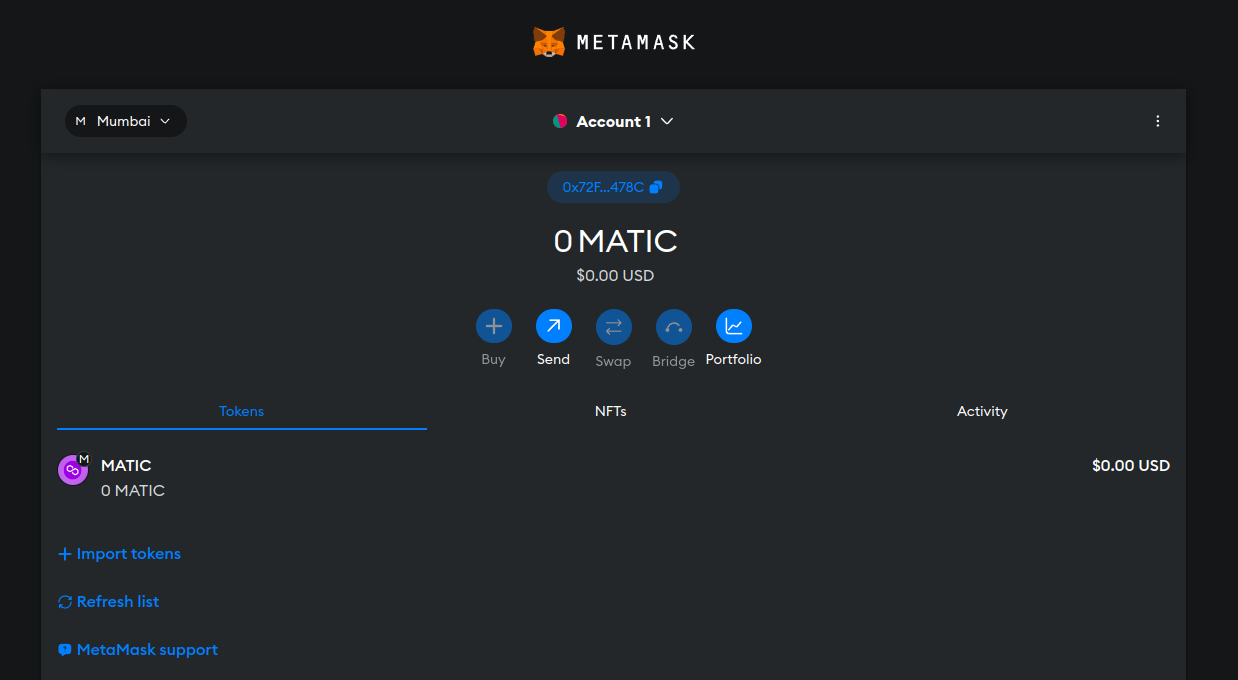 METAMASK
M Mumbai
Account 1
0x72F...478C
0 MATIC
$0.00 USD
Buy Send Swap Bridge Portfolio
Tokens NFTs Activity
M
MATIC $0.00 USD
0 MATIC
Import tokens
Refresh list
MetaMask support